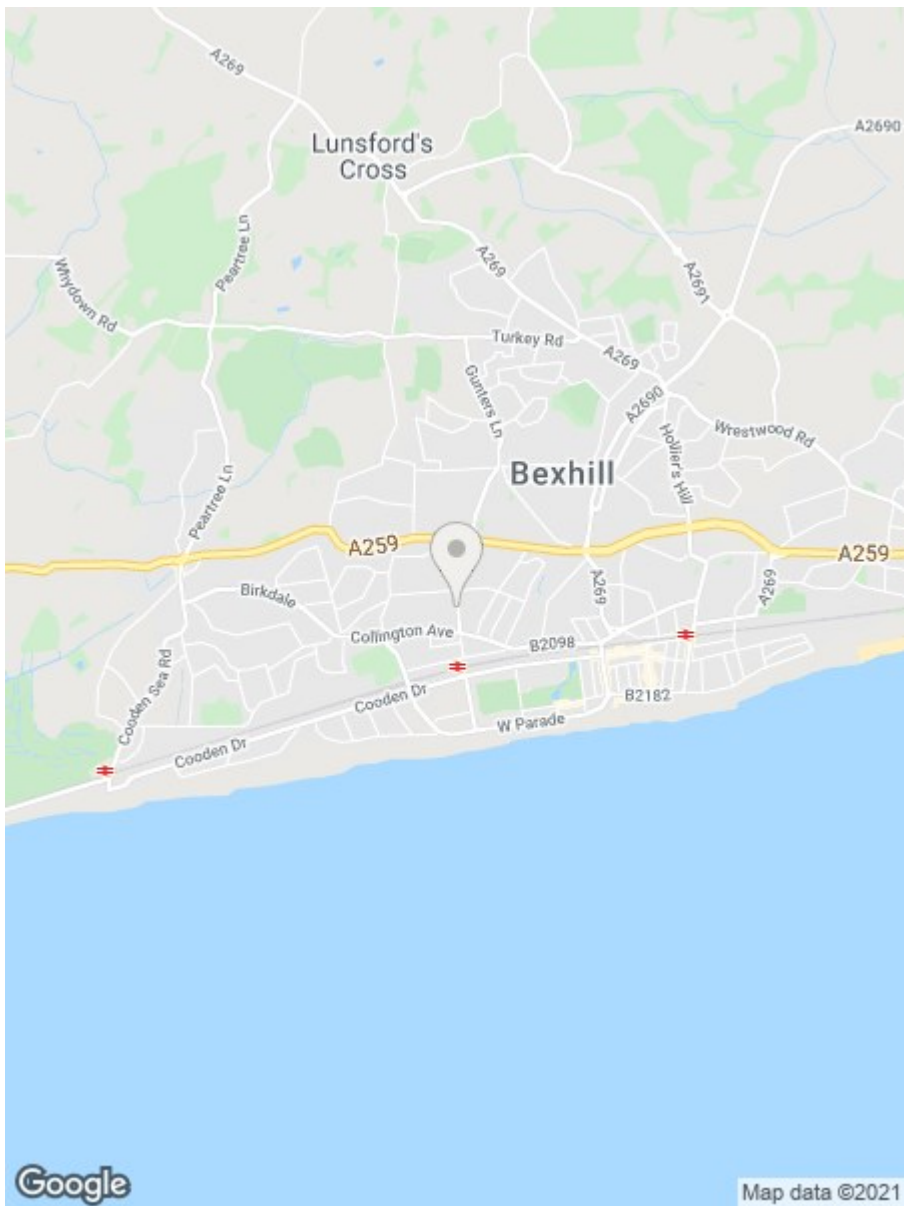 A269
A2690
Lunsford's
Cross
Peartree Ln
Whydown Rd
A269
A2691
Turkey Rd
Gunters Ln
A269
A2690
Hollier's Hill
Wrestwood Rd
Bexhill
Peartree Ln
A259
A259
Birkdale
A269
A269
Collington Ave
B2098
Cooden Sea Rd
Cooden Dr
B2182
W Parade
Cooden Dr
Google
Map data ©2021